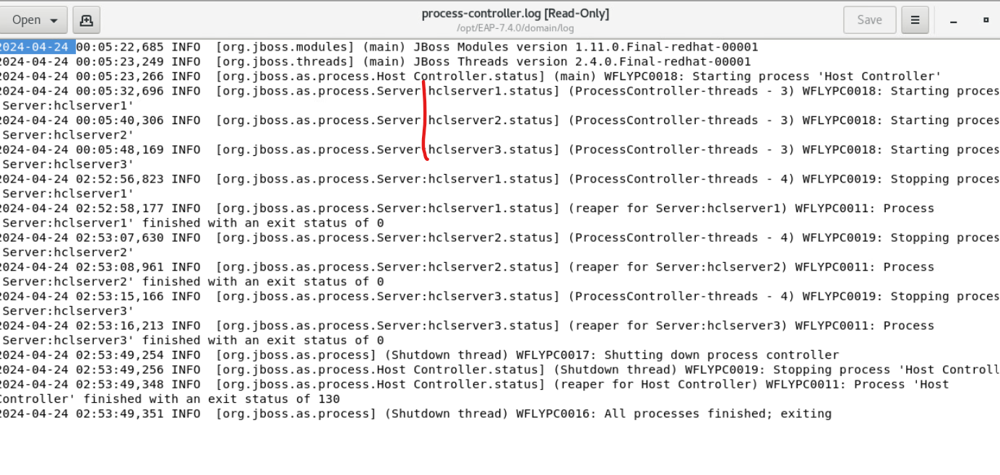 Open
process-controller.log [Read-Only]
/opt/EAP-7.4.0/domain/log
Save
2024-04-24 00:05:22,685 INFO  [org.jboss.modules] (main) JBoss Modules version 1.11.0.Final-redhat-00001
2024-04-24 00:05:23,249 INFO  [org.jboss.threads] (main) JBoss Threads version 2.4.0.Final-redhat-00001
2024-04-24 00:05:23,266 INFO  [org.jboss.as.process.Host Controller.status] (main) WFLYPC0018: Starting process 'Host Controller'
2024-04-24 00:05:32,696 INFO  [org.jboss.as.process.Server:hclserver1.status] (ProcessController-threads - 3) WFLYPC0018: Starting proces
Server:hclserver1'
2024-04-24 00:05:40,306 INFO  [org.jboss.as.process.Server:hclserver2.status] (ProcessController-threads - 3) WFLYPC0018: Starting proces
Server:hclserver2'
2024-04-24 00:05:48,169 INFO  [org.jboss.as.process.Server:hclserver3.status] (ProcessController-threads - 3) WFLYPC0018: Starting proces
Server:hclserver3'
2024-04-24 02:52:56,823 INFO  [org.jboss.as.process.Server:hclserver1.status] (ProcessController-threads - 4) WFLYPC0019: Stopping proces
Server:hclserver1'
2024-04-24 02:52:58,177 INFO  [org.jboss.as.process.Server:hclserver1.status] (reaper for Server:hclserver1) WFLYPC0011: Process
Server:hclserver1' finished with an exit status of 0
2024-04-24 02:53:07,630 INFO  [org.jboss.as.process.Server:hclserver2.status] (ProcessController-threads - 4) WFLYPC0019: Stopping proces
Server:hclserver2'
2024-04-24 02:53:08,961 INFO  [org.jboss.as.process.Server:hclserver2.status] (reaper for Server:hclserver2) WFLYPC0011: Process
Server:hclserver2' finished with an exit status of 0
2024-04-24 02:53:15,166 INFO  [org.jboss.as.process.Server:hclserver3.status] (ProcessController-threads - 4) WFLYPC0019: Stopping proces
Server:hclserver3'
2024-04-24 02:53:16,213 INFO  [org.jboss.as.process.Server:hclserver3.status] (reaper for Server:hclserver3) WFLYPC0011: Process
Server:hclserver3' finished with an exit status of 0
2024-04-24 02:53:49,254 INFO  [org.jboss.as.process] (Shutdown thread) WFLYPC0017: Shutting down process controller
2024-04-24 02:53:49,256 INFO  [org.jboss.as.process.Host Controller.status] (Shutdown thread) WFLYPC0019: Stopping process 'Host Controll
2024-04-24 02:53:49,348 INFO  [org.jboss.as.process.Host Controller.status] (reaper for Host Controller) WFLYPC0011: Process 'Host
Controller' finished with an exit status of 130
2024-04-24 02:53:49,351 INFO  [org.jboss.as.process] (Shutdown thread) WFLYPC0016: All processes finished; exiting